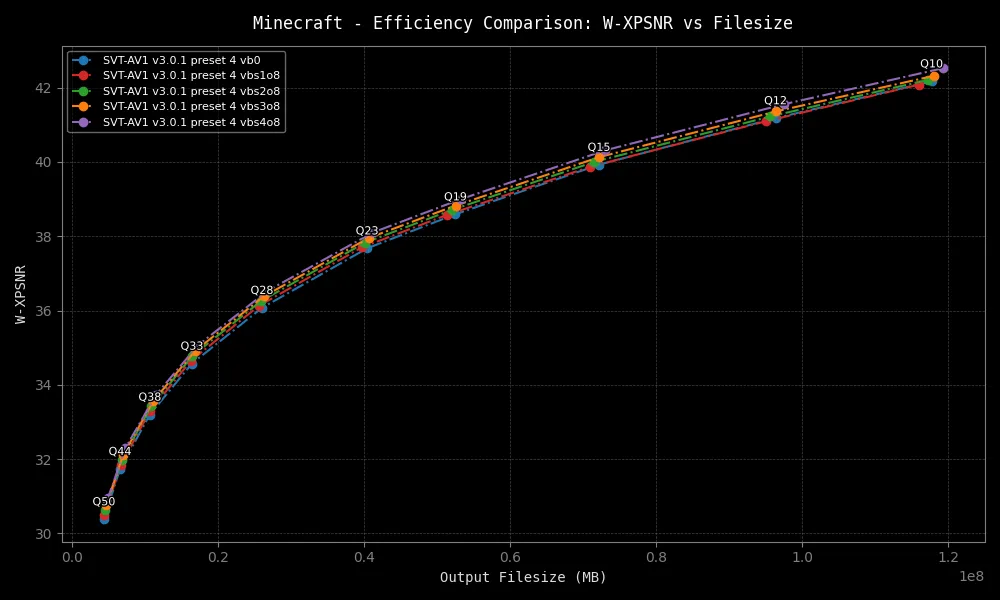 Minecraft - Efficiency Comparison: W-XPSNR vs Filesize
SVT-AV1 v3.0.1 preset 4 vb0
SVT-AV1 v3.0.1 preset 4 vbs1o8
SVT-AV1 v3.0.1 preset 4 vbs2o8
SVT-AV1 v3.0.1 preset 4 vbs3o8
SVT-AV1 v3.0.1 preset 4 vbs4o8
Q10
Q12
Q15
Q19
Q23
Q28
Q33
Q38
Q44
Q50
W-XPSNR
42
40
38
36
34
32
30
0.0 0.2 0.4 0.6 0.8 1.0 1.2
1e8
Output Filesize (MB)